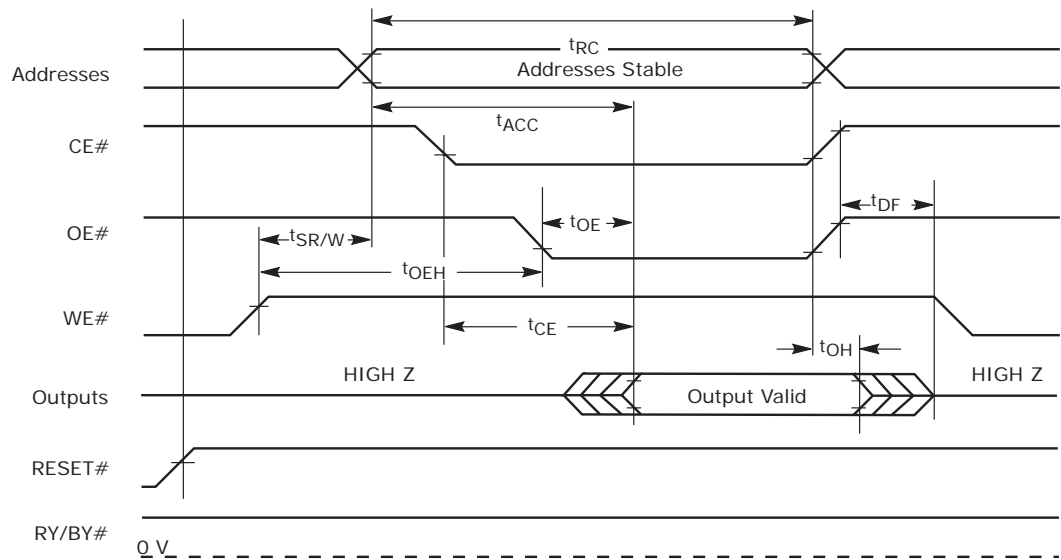 tRC
Addresses
Addresses Stable
tACC
CE#
tDF
OE#
tSR/W
tOE
tOEH
WE#
tCE
tOH
HIGH Z
HIGH Z
Outputs
Output Valid
RESET#
RY/BY#
0 V